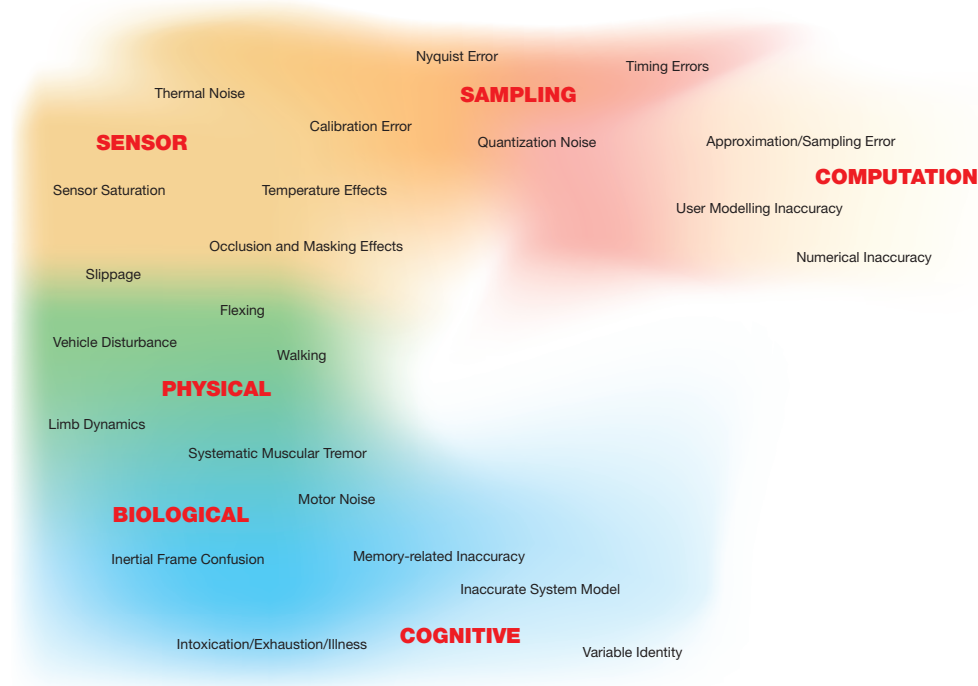 Nyquist Error
Timing Errors
Thermal Noise
SAMPLING
Calibration Error
SENSOR
Quantization Noise
Approximation/Sampling Error
COMPUTATION
Sensor Saturation
Temperature Effects
User Modelling Inaccuracy
Occlusion and Masking Effects
Numerical Inaccuracy
Slippage
Flexing
Vehicle Disturbance
Walking
PHYSICAL
Limb Dynamics
Systematic Muscular Tremor
Motor Noise
BIOLOGICAL
Inertial Frame Confusion
Memory-related Inaccuracy
Inaccurate System Model
COGNITIVE
Intoxication/Exhaustion/Illness
Variable Identity